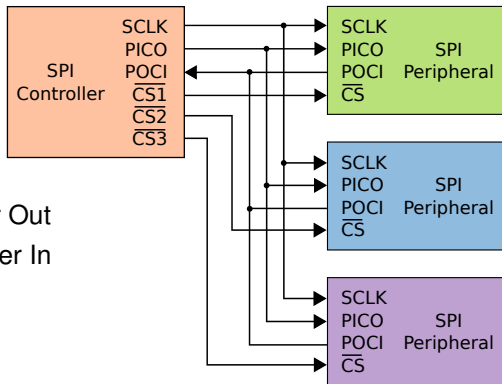 SCLK
PICO
POCI
CS1
CS2
CS3
SPI
Controller
SCLK
PICO
POCI
CS
SPI
Peripheral
Out
er In
SCLK
PICO
POCI
CS
SPI
Peripheral
SCLK
PICO
POCI
CS
SPI
Peripheral